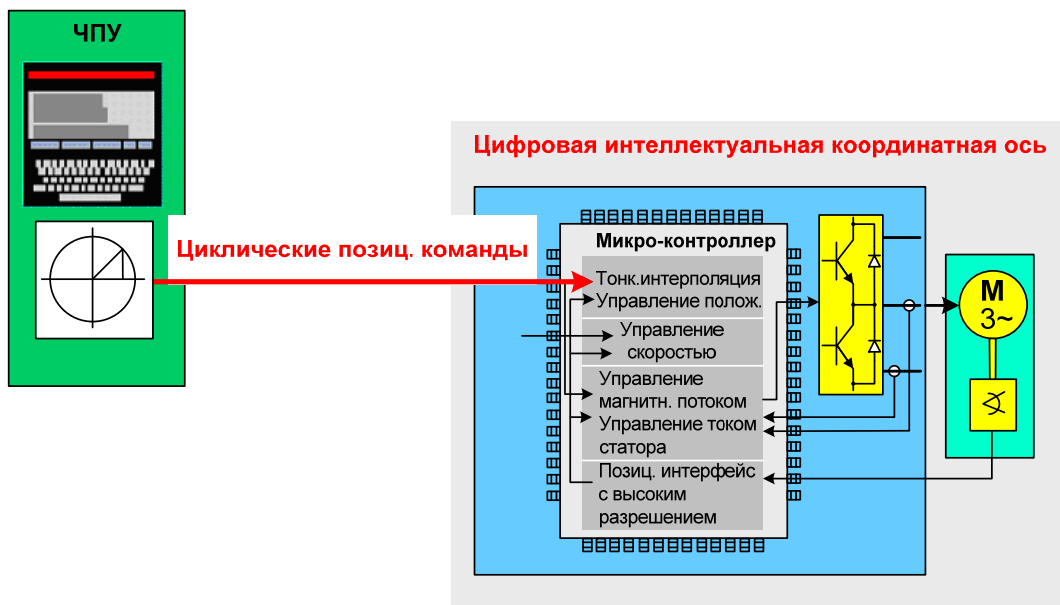 ЧПУ
Цифровая интеллектуальная координатная ось
Циклические позиц. команды
Микро-контроллер
Тонк.интерполяция
Управление полож.
Управление
скоростью
Управление
магнитн. потоком
Управление током
статора
Позиц. интерфейс
с высоким
разрешением
М
3~